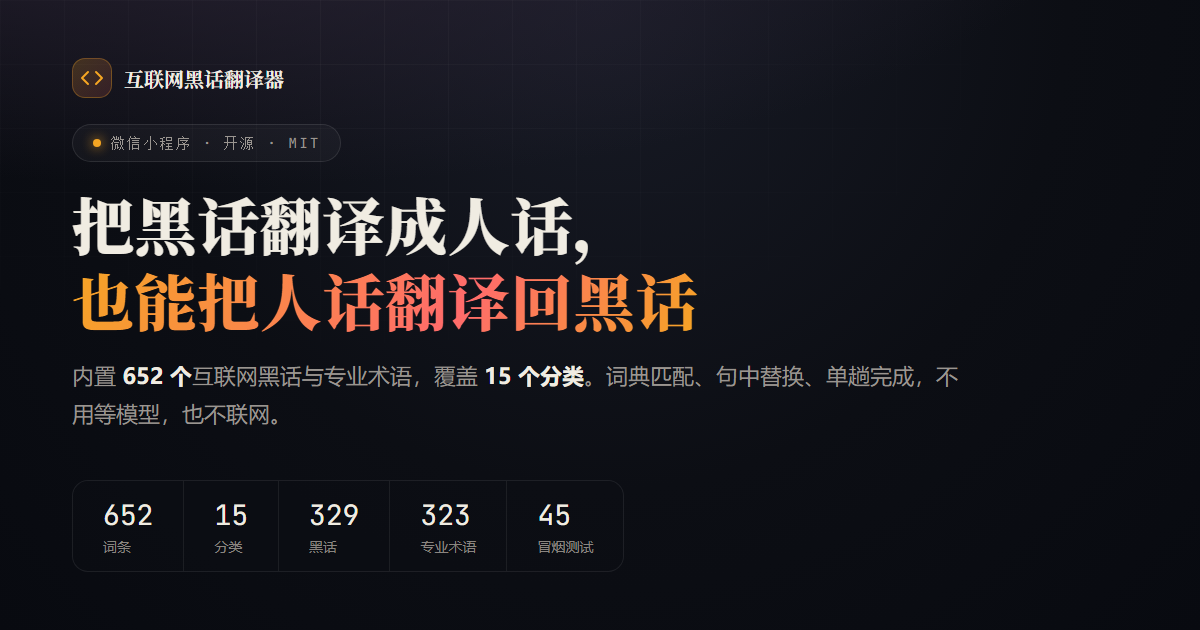 互联网黑话翻译器
微信小程序 · 开源 · MIT
把黑话翻译成人话,
也能把人话翻译回黑话
内置 652 个互联网黑话与专业术语，覆盖 15 个分类。词典匹配、句中替换、单趟完成，不
用等模型，也不联网。
652 15 329 323 45
词条 分类 黑话 专业术语 冒烟测试